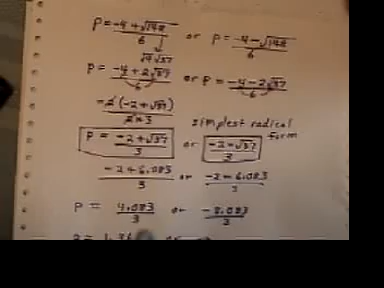 p = -4 + √148 / 6 or p = -4 - √148 / 6
√4 √37
p = -4 + 2√37 / 6 or p = -4 - 2√37 / 6
= 2(-2 + √37) / 2·3
simplest radical form
p = -2 + √37 / 3 or -2 - √37 / 3
-2 + 6.083 / 3 or -2 - 6.083 / 3
p = 4.083 / 3 or -8.083 / 3